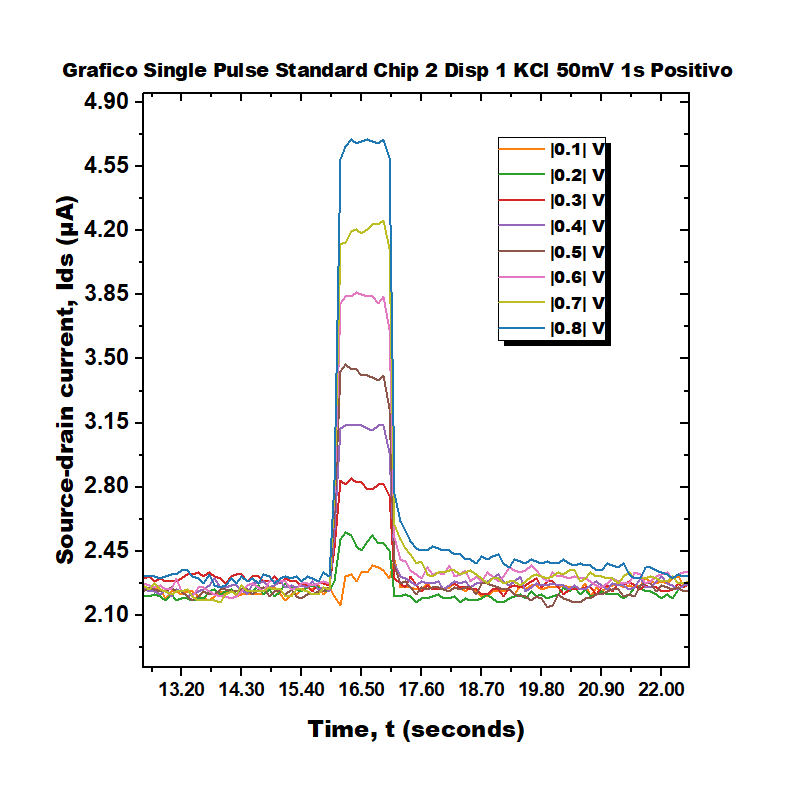 Grafico Single Pulse Standard Chip 2 Disp 1 KCl 50mV 1s Positivo
4.90
4.55
4.20
3.85
3.50
3.15
2.80
2.45
2.10
Source-drain current, Ids (µA)
|0.1| V
|0.2| V
|0.3| V
|0.4| V
|0.5| V
|0.6| V
|0.7| V
|0.8| V
13.20 14.30 15.40 16.50 17.60 18.70 19.80 20.90 22.00
Time, t (seconds)